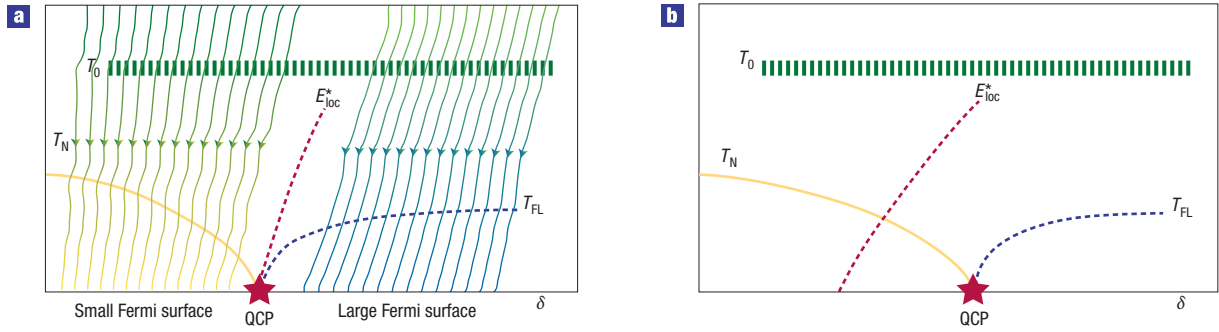 a
T0
E*loc
TN
TFL
Small Fermi surface
QCP
Large Fermi surface
δ
b
T0
E*loc
TN
TFL
QCP
δ